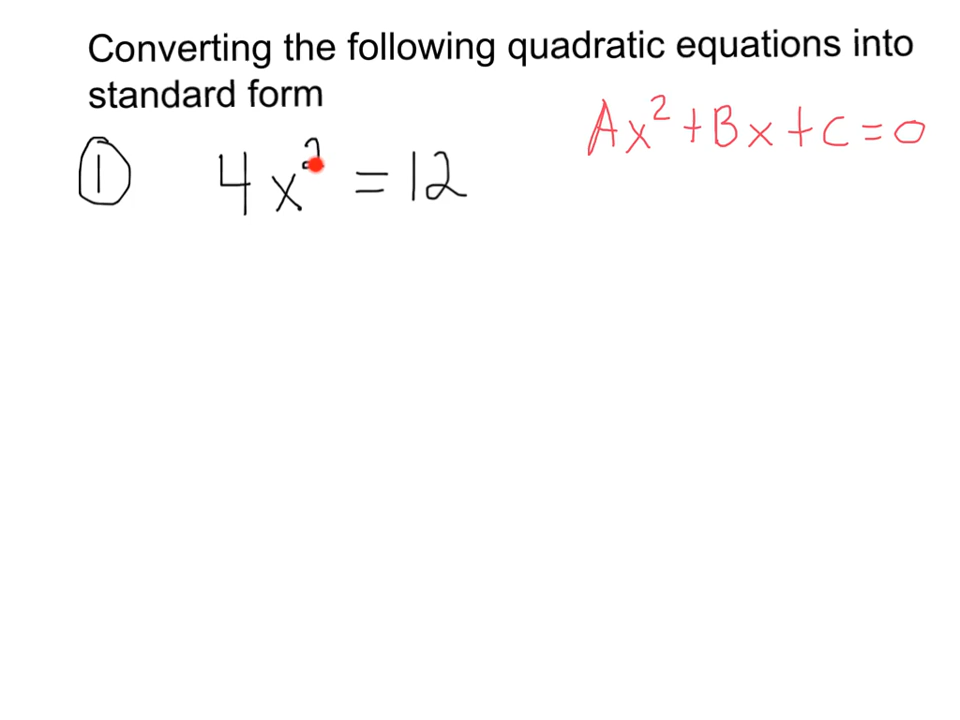 Converting the following quadratic equations into
standard form
Ax² + Bx + C = 0
① 4x² = 12